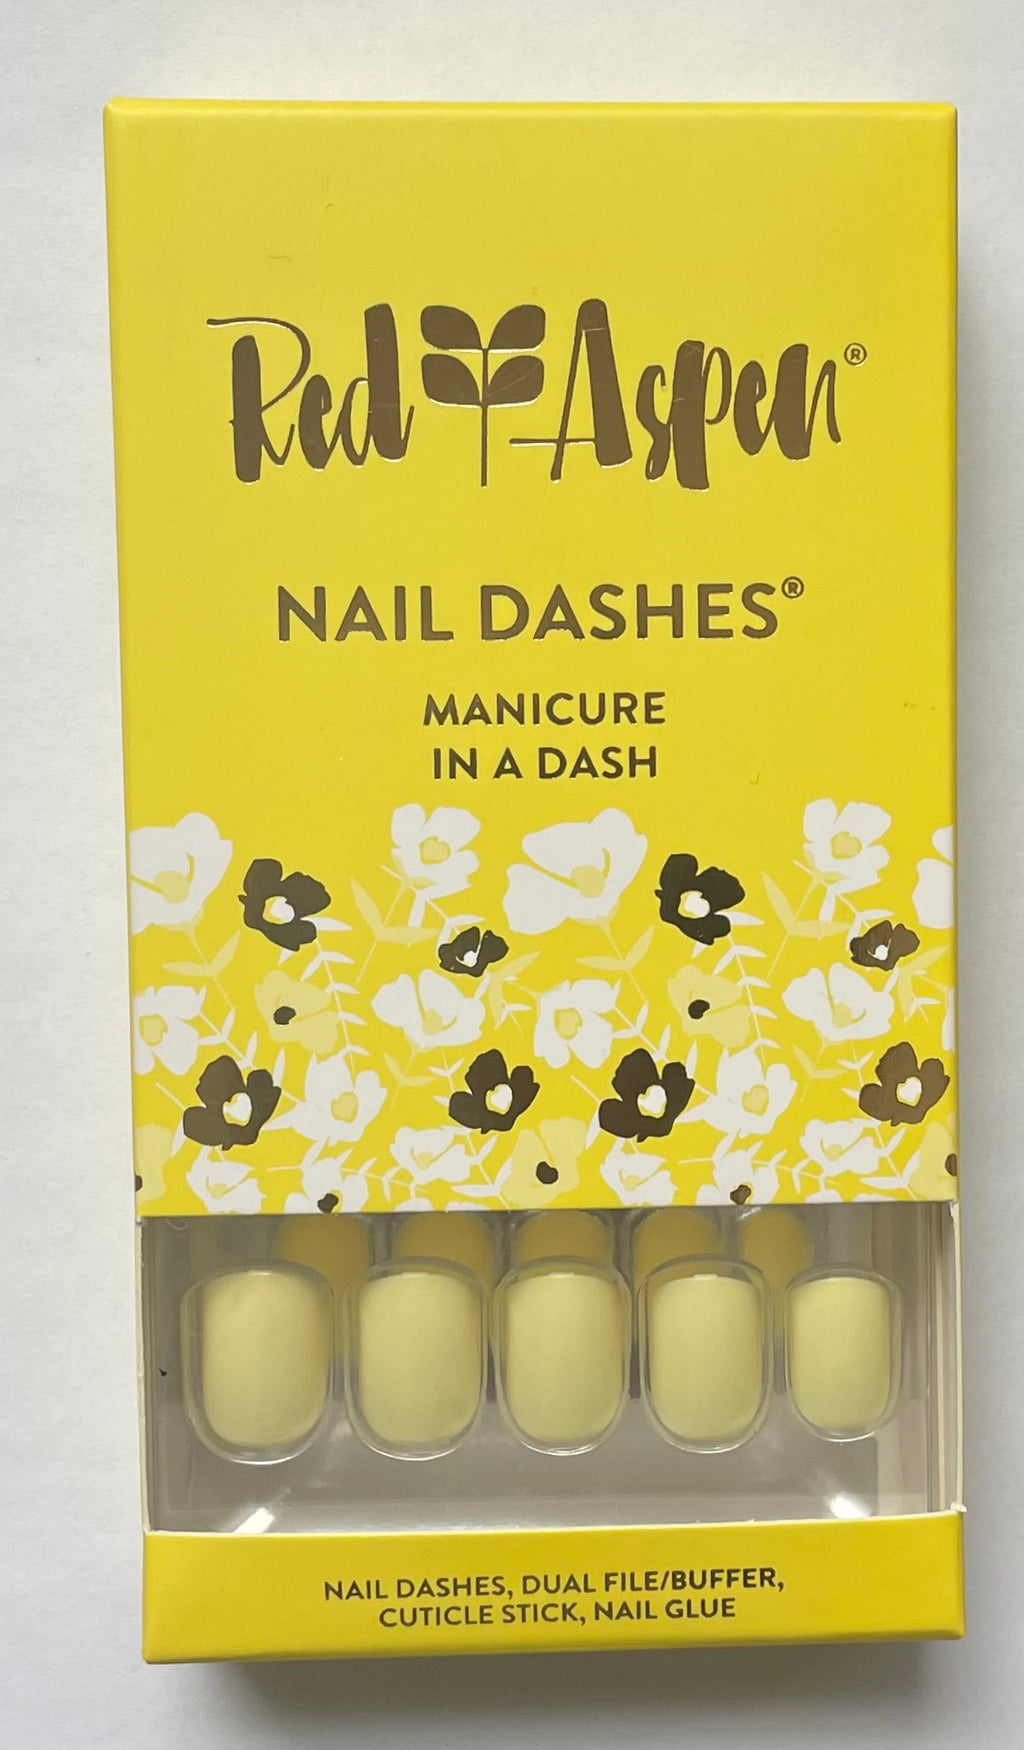 Red Aspen®
NAIL DASHES®
MANICURE
IN A DASH
NAIL DASHES, DUAL FILE/BUFFER,
CUTICLE STICK, NAIL GLUE